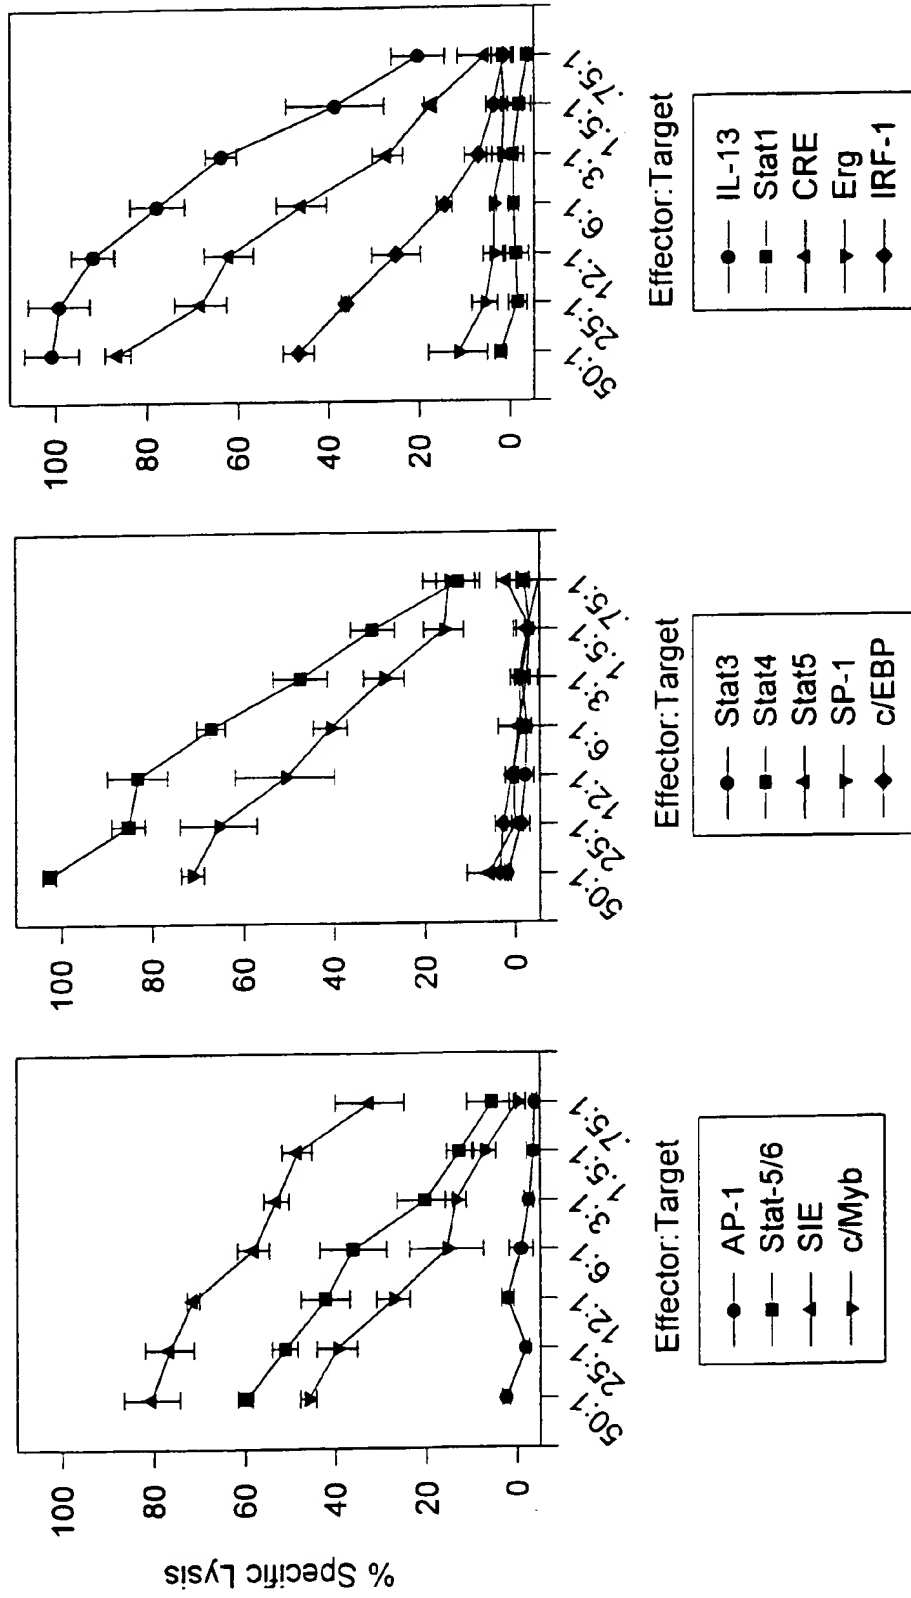 % Specific Lysis
100
80
60
40
20
0
50:1
25:1
12:1
6:1
3:1
1.5:1
.75:1
Effector:Target
AP-1
Stat-5/6
SIE
c/Myb
100
80
60
40
20
0
50:1
25:1
12:1
6:1
3:1
1.5:1
.75:1
Effector:Target
Stat3
Stat4
Stat5
SP-1
c/EBP
100
80
60
40
20
0
50:1
25:1
12:1
6:1
3:1
1.5:1
.75:1
Effector:Target
IL-13
Stat1
CRE
Erg
IRF-1